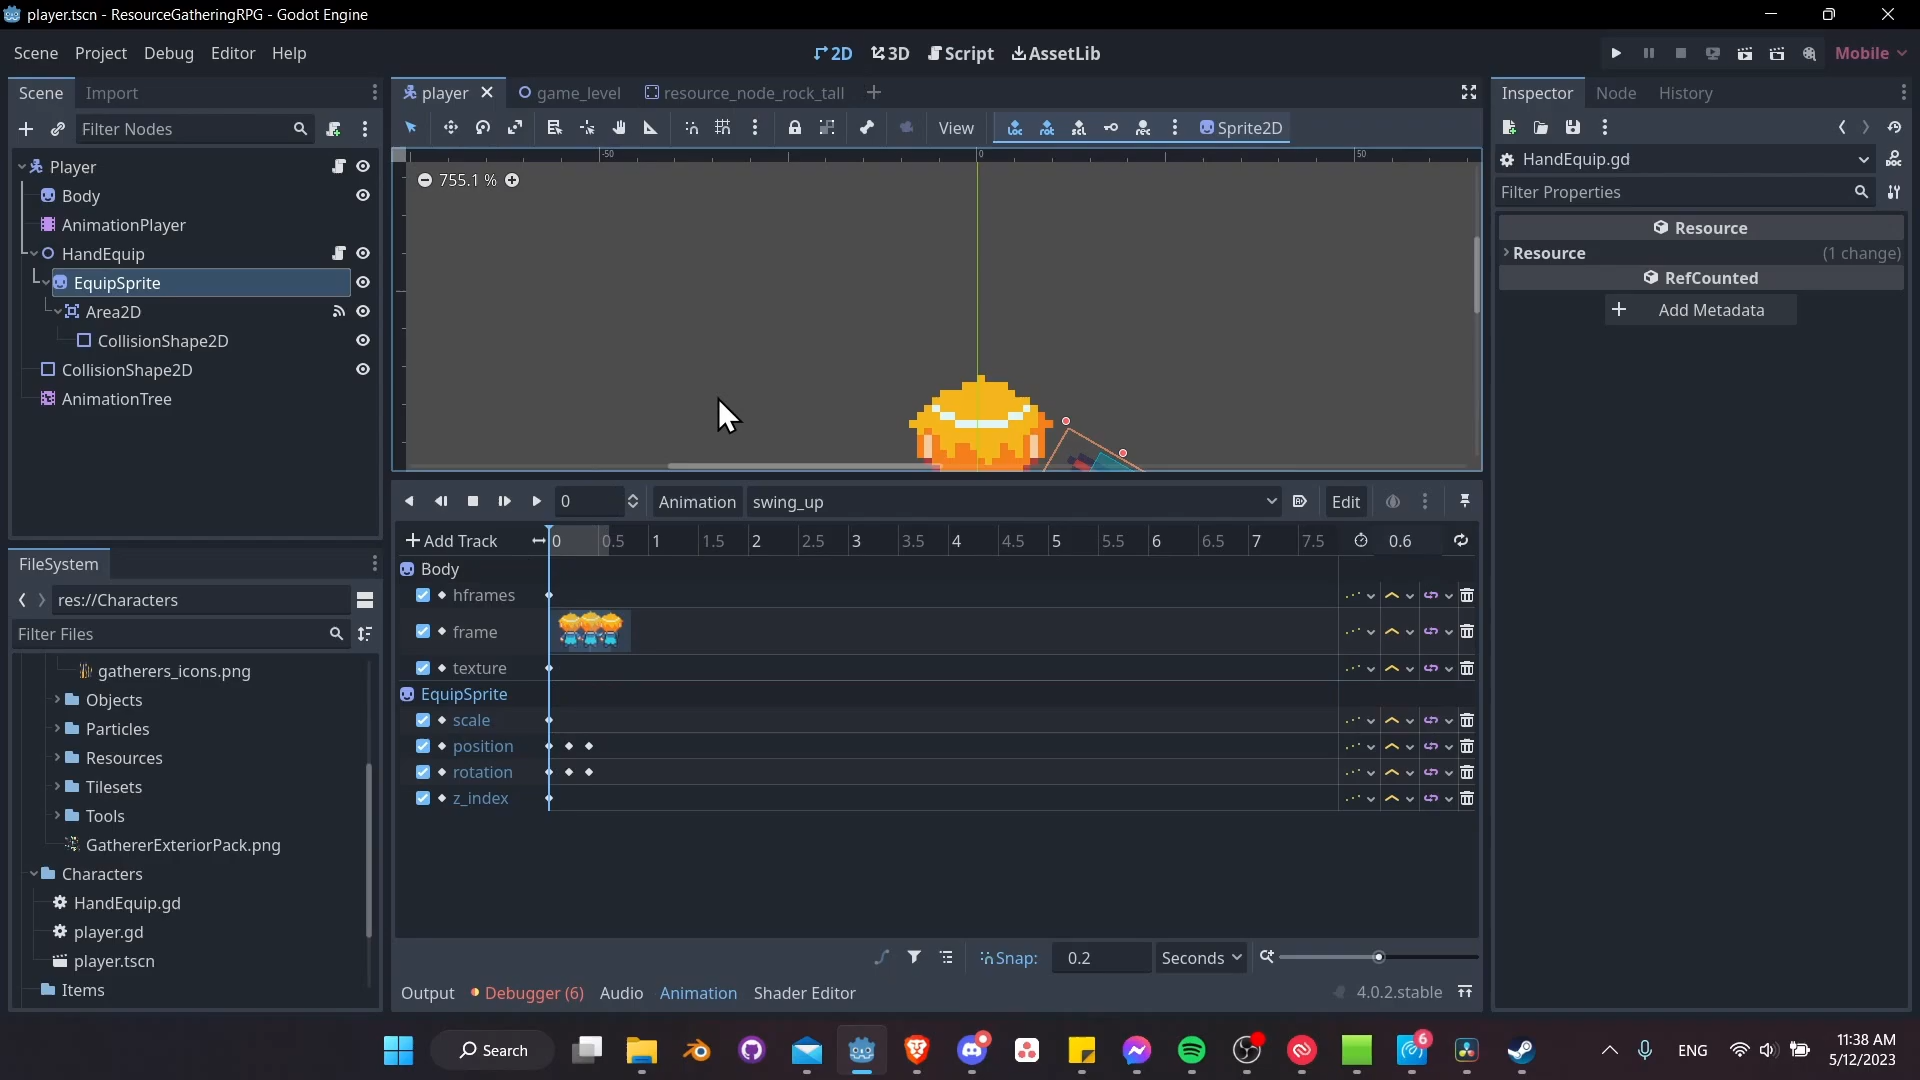 player.tscn - ResourceGatheringRPG - Godot Engine
Scene Project Debug Editor Help
2D 3D Script AssetLib
Mobile
Scene Import
Filter Nodes
Player
Body
AnimationPlayer
HandEquip
EquipSprite
Area2D
CollisionShape2D
CollisionShape2D
AnimationTree
FileSystem
res://Characters
Filter Files
gatherers_icons.png
Objects
Particles
Resources
Tilesets
Tools
GathererExteriorPack.png
Characters
HandEquip.gd
player.gd
player.tscn
Items
player game_level resource_node_rock_tall
View Sprite2D
-50 0 50
755.1 %
0 Animation swing_up Edit
Add Track 0 0.5 1 1.5 2 2.5 3 3.5 4 4.5 5 5.5 6 6.5 7 7.5 0.6
Body
hframes
frame
texture
EquipSprite
scale
position
rotation
z_index
Snap: 0.2 Seconds
Output Debugger (6) Audio Animation Shader Editor 4.0.2.stable
Inspector Node History
HandEquip.gd
DOC
Filter Properties
Resource
Resource (1 change)
RefCounted
Add Metadata
Search
6
ENG
11:38 AM
5/12/2023